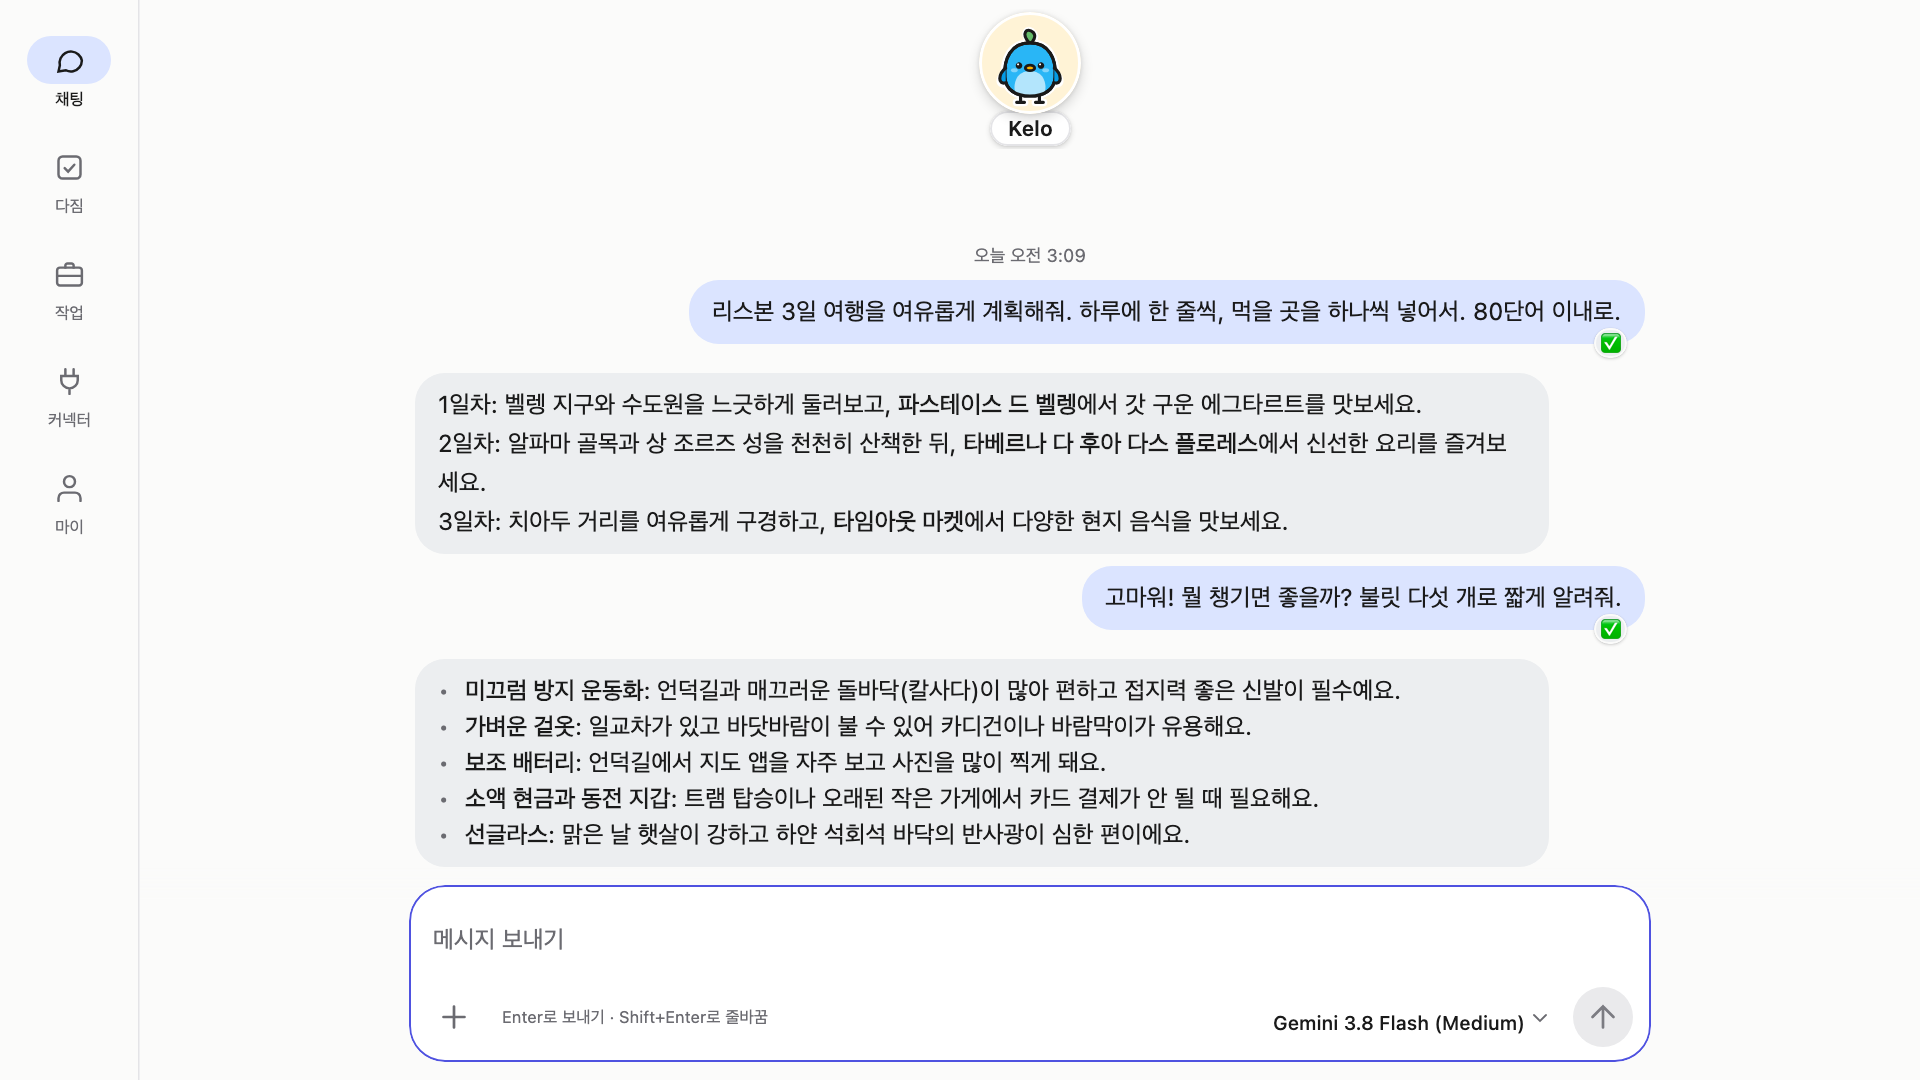 채팅
다짐
작업
커넥터
마이
Kelo
오늘 오전 3:09
리스본 3일 여행을 여유롭게 계획해줘. 하루에 한 줄씩, 먹을 곳을 하나씩 넣어서. 80단어 이내로.
1일차: 벨렝 지구와 수도원을 느긋하게 둘러보고, 파스테이스 드 벨렝에서 갓 구운 에그타르트를 맛보세요.
2일차: 알파마 골목과 상 조르즈 성을 천천히 산책한 뒤, 타베르나 다 후아 다스 플로레스에서 신선한 요리를 즐겨보
세요.
3일차: 치아두 거리를 여유롭게 구경하고, 타임아웃 마켓에서 다양한 현지 음식을 맛보세요.
고마워! 뭘 챙기면 좋을까? 불릿 다섯 개로 짧게 알려줘.
• 미끄럼 방지 운동화: 언덕길과 매끄러운 돌바닥(칼사다)이 많아 편하고 접지력 좋은 신발이 필수예요.
• 가벼운 겉옷: 일교차가 있고 바닷바람이 불 수 있어 카디건이나 바람막이가 유용해요.
• 보조 배터리: 언덕길에서 지도 앱을 자주 보고 사진을 많이 찍게 돼요.
• 소액 현금과 동전 지갑: 트램 탑승이나 오래된 작은 가게에서 카드 결제가 안 될 때 필요해요.
• 선글라스: 맑은 날 햇살이 강하고 하얀 석회석 바닥의 반사광이 심한 편이에요.
메시지 보내기
Enter로 보내기 · Shift+Enter로 줄바꿈
Gemini 3.8 Flash (Medium)